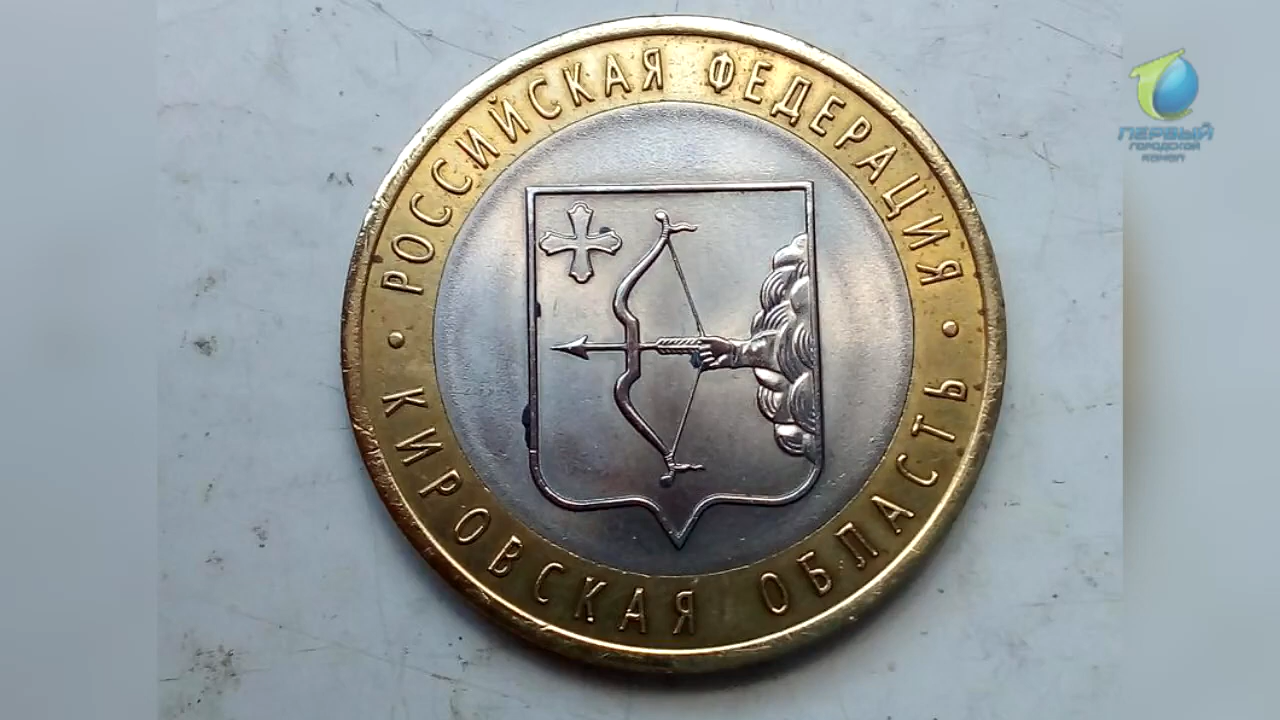 РОССИЙСКАЯ ФЕДЕРАЦИЯ
• КИРОВСКАЯ ОБЛАСТЬ •
ПЕРВЫЙ
ГОРОДСКОЙ
КАНАЛ